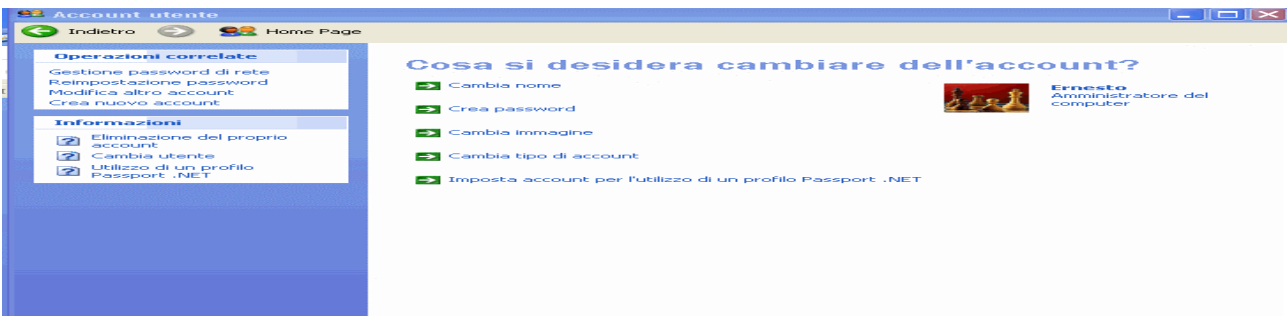 Account utente
Indietro
Home Page
Operazioni correlate
Gestione password di rete
Reimpostazione password
Modifica altro account
Crea nuovo account
Informazioni
Eliminazione del proprio
account
Cambia utente
Utilizzo di un profilo
Passport .NET
Cosa si desidera cambiare dell'account?
Cambia nome
Crea password
Cambia immagine
Cambia tipo di account
Imposta account per l'utilizzo di un profilo Passport .NET
Ernesto
Amministratore del
computer